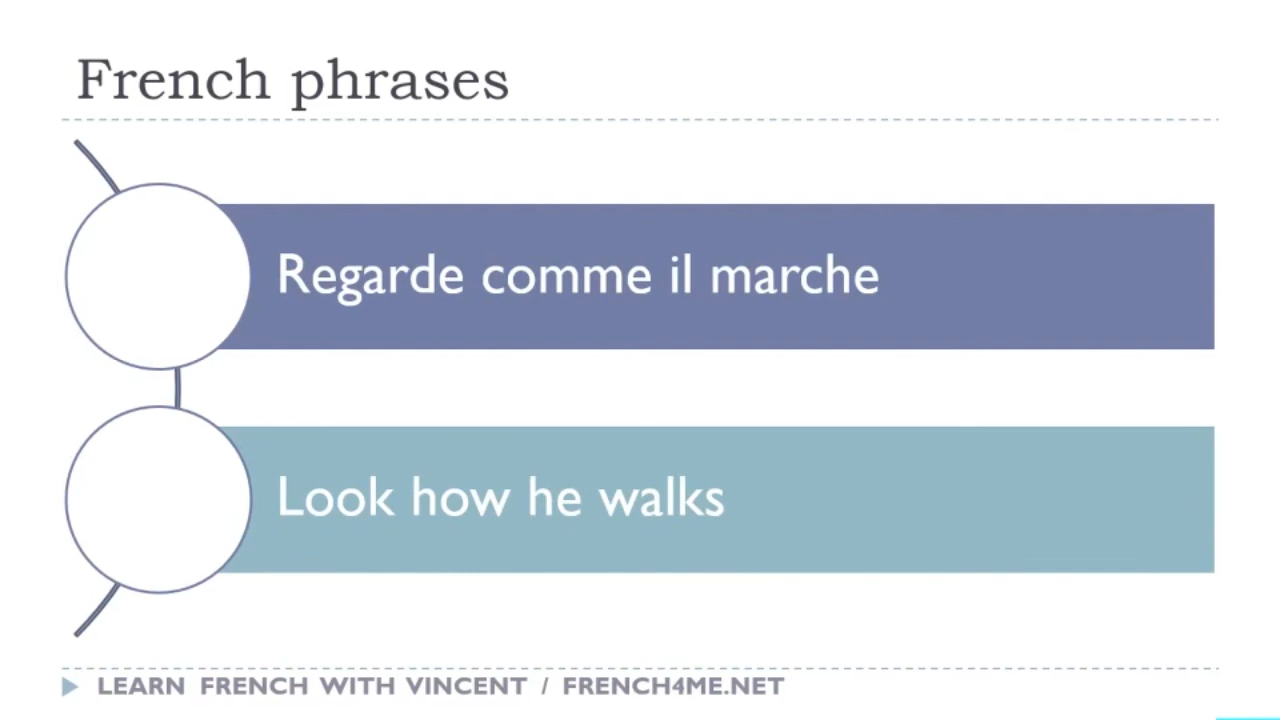 French phrases
Regarde comme il marche
Look how he walks
LEARN FRENCH WITH VINCENT / FRENCH4ME.NET